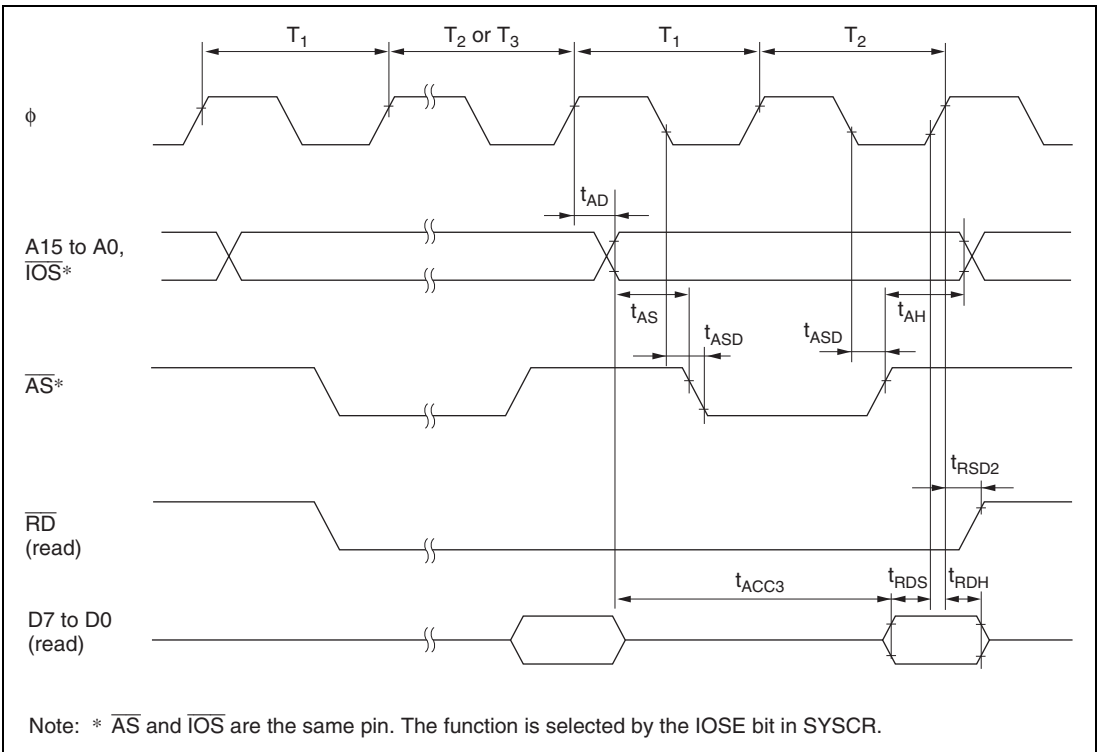 T1 T2 or T3 T1 T2
ϕ
tAD
A15 to A0,
IOS*
tAS tASD tASD tAH
AS*
tRSD2
RD
(read)
tACC3 tRDS tRDH
D7 to D0
(read)
Note: * AS and IOS are the same pin. The function is selected by the IOSE bit in SYSCR.